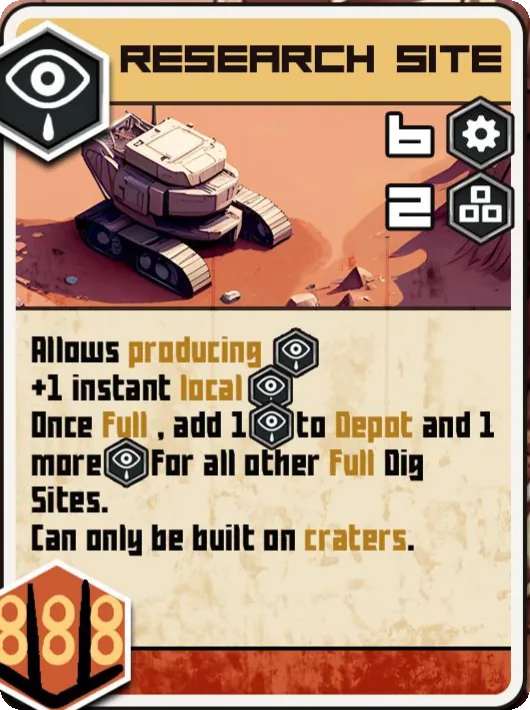 RESEARCH SITE
6
2
Allows producing
+1 instant local
Once Full , add 1 to Depot and 1
more For all other Full Dig
Sites.
Can only be built on craters.
888